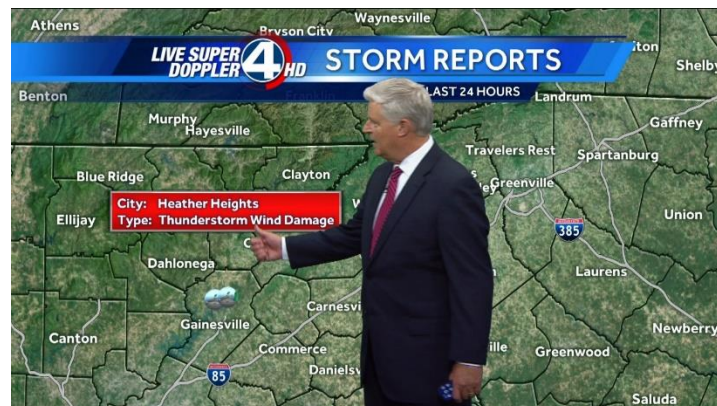 Athens
Bryson City
Waynesville
LIVE SUPER
DOPPLER 4 HD
STORM REPORTS
LAST 24 HOURS
Shelby
Benton
Franklin
Landrum
Murphy
Hayesville
Gaffney
Travelers Rest
Spartanburg
Blue Ridge
Clayton
Greenville
City: Heather Heights
Type: Thunderstorm Wind Damage
Ellijay
Union
385
Dahlonega
Laurens
Gainesville
Newberry
Canton
Commerce
Greenwood
85
Saluda